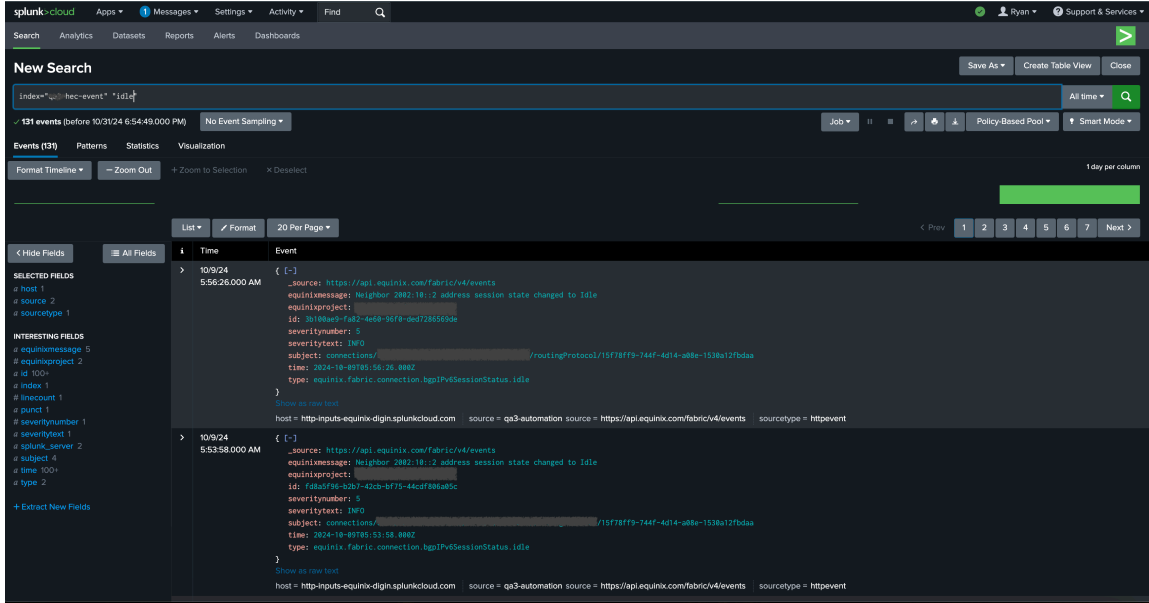 splunk>cloud Apps ▾ 1 Messages ▾ Settings ▾ Activity ▾ Find Ryan ▾ Support & Services ▾
Search Analytics Datasets Reports Alerts Dashboards
New Search Save As ▾ Create Table View Close
index=" hec-event" "idle" All time ▾
✓ 131 events (before 10/31/24 6:54:49.000 PM) No Event Sampling ▾ Job ▾ Policy-Based Pool ▾ Smart Mode ▾
Events (131) Patterns Statistics Visualization
Format Timeline ▾ – Zoom Out + Zoom to Selection × Deselect 1 day per column
List ▾ Format 20 Per Page ▾ < Prev 1 2 3 4 5 6 7 Next >
< Hide Fields All Fields i Time Event
SELECTED FIELDS
a host 1
a source 2
a sourcetype 1
INTERESTING FIELDS
a equinixmessage 5
# equinixproject 2
a id 100+
a index 1
# linecount 1
a punct 1
# severitynumber 1
a severitytext 1
a splunk_server 2
a subject 4
a time 100+
a type 2
+ Extract New Fields
> 10/9/24 { [-]
5:56:26.000 AM _source: https://api.equinix.com/fabric/v4/events
equinixmessage: Neighbor 2002:10::2 address session state changed to Idle
equinixproject:
id: 3b100ae9-fa82-4e60-96f0-ded7286569de
severitynumber: 5
severitytext: INFO
subject: connections/ /routingProtocol/15f78ff9-744f-4d14-a08e-1530a12fbdaa
time: 2024-10-09T05:56:26.000Z
type: equinix.fabric.connection.bgpIPv6SessionStatus.idle
}
Show as raw text
host = http-inputs-equinix-digin.splunkcloud.com source = qa3-automation source = https://api.equinix.com/fabric/v4/events sourcetype = httpevent
> 10/9/24 { [-]
5:53:58.000 AM _source: https://api.equinix.com/fabric/v4/events
equinixmessage: Neighbor 2002:10::2 address session state changed to Idle
equinixproject:
id: fd8a5f96-b2b7-42cb-bf75-44cdf806a05c
severitynumber: 5
severitytext: INFO
subject: connections/ /15f78ff9-744f-4d14-a08e-1530a12fbdaa
time: 2024-10-09T05:53:58.000Z
type: equinix.fabric.connection.bgpIPv6SessionStatus.idle
}
Show as raw text
host = http-inputs-equinix-digin.splunkcloud.com source = qa3-automation source = https://api.equinix.com/fabric/v4/events sourcetype = httpevent